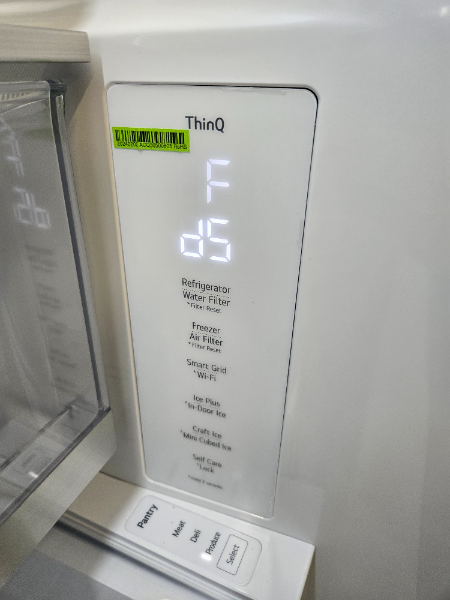 ThinQ
F
d5
Refrigerator
Water Filter
*Filter Reset
Freezer
Air Filter
*Filter Reset
Smart Grid
*Wi-Fi
Ice Plus
*In-Door Ice
Craft Ice
*Mini Cubed Ice
Self Care
*Lock
Pantry
Meat
Deli
Produce
Select